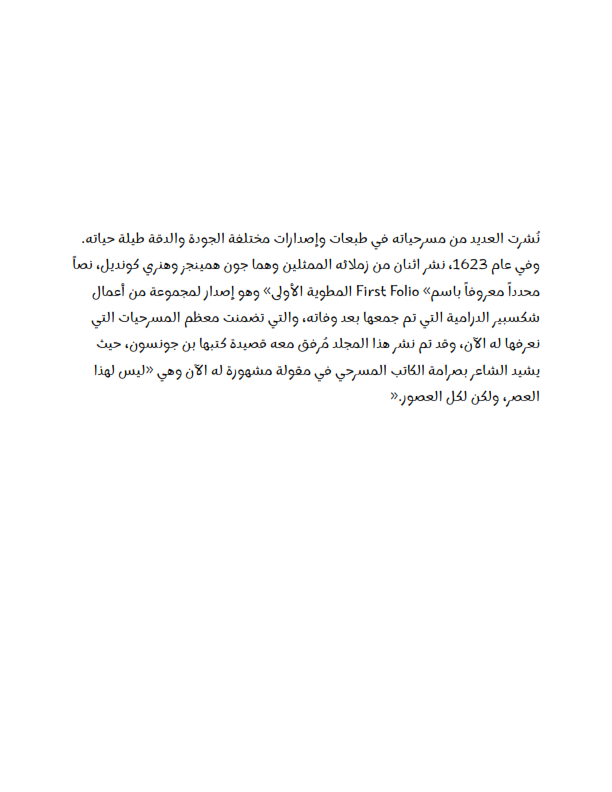 نُشرت العديد من مسرحياته في طبعات وإصدارات مختلفة الجودة والدقة طيلة حياته.
وفي عام 1623، نشر اثنان من زملائه الممثلين وهما جون همينجز وهنري كونديل، نصاً
محدداً معروفاً باسم» First Folio المطوية الأولى» وهو إصدار لمجموعة من أعمال
شكسبير الدرامية التي تم جمعها بعد وفاته، والتي تضمنت معظم المسرحيات التي
نعرفها له الآن، وقد تم نشر هذا المجلد مُرفق معه قصيدة كتبها بن جونسون، حيث
يشيد الشاعر بصرامة الكاتب المسرحي في مقولة مشهورة له الآن وهي «ليس لهذا
العصر، ولكن لكل العصور.«